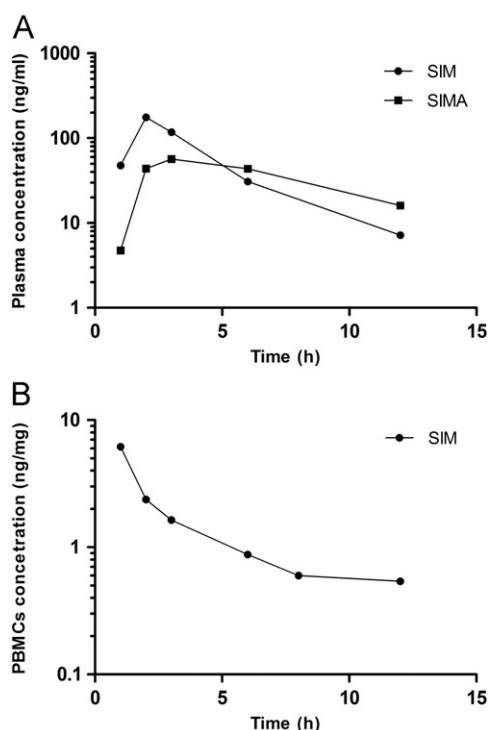 A
Plasma concentration (ng/ml)
1000
100
10
1
SIM
SIMA
0
5
10
15
Time (h)
B
PBMCs concetration (ng/mg)
10
1
0.1
SIM
0
5
10
15
Time (h)